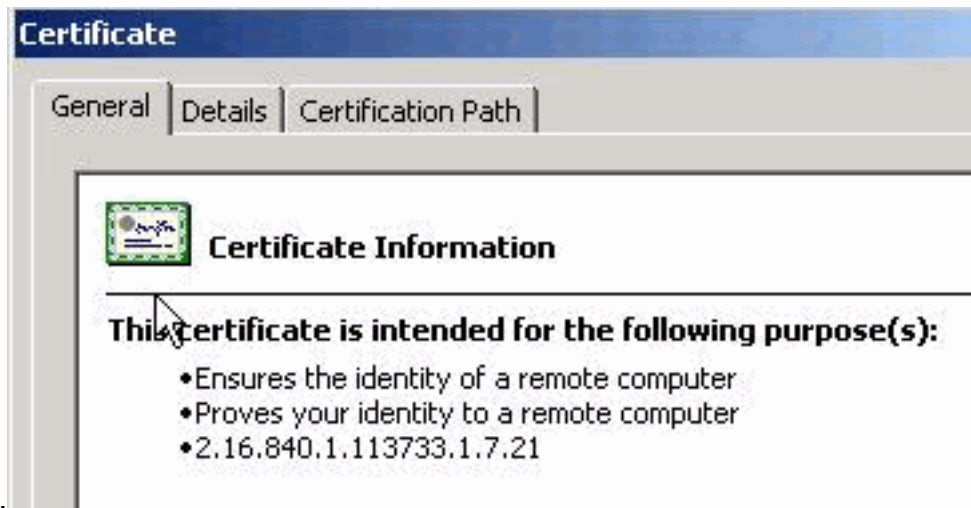 Certificate
General Details Certification Path
Certificate Information
This certificate is intended for the following purpose(s):
•Ensures the identity of a remote computer
•Proves your identity to a remote computer
•2.16.840.1.113733.1.7.21